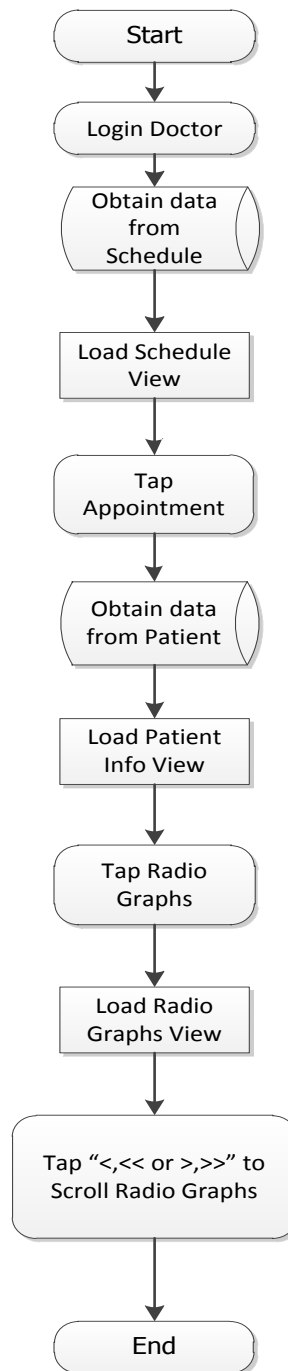 Start
Login Doctor
Obtain data
from
Schedule
Load Schedule
View
Tap
Appointment
Obtain data
from Patient
Load Patient
Info View
Tap Radio
Graphs
Load Radio
Graphs View
Tap “<,<< or >,>>” to
Scroll Radio Graphs
End